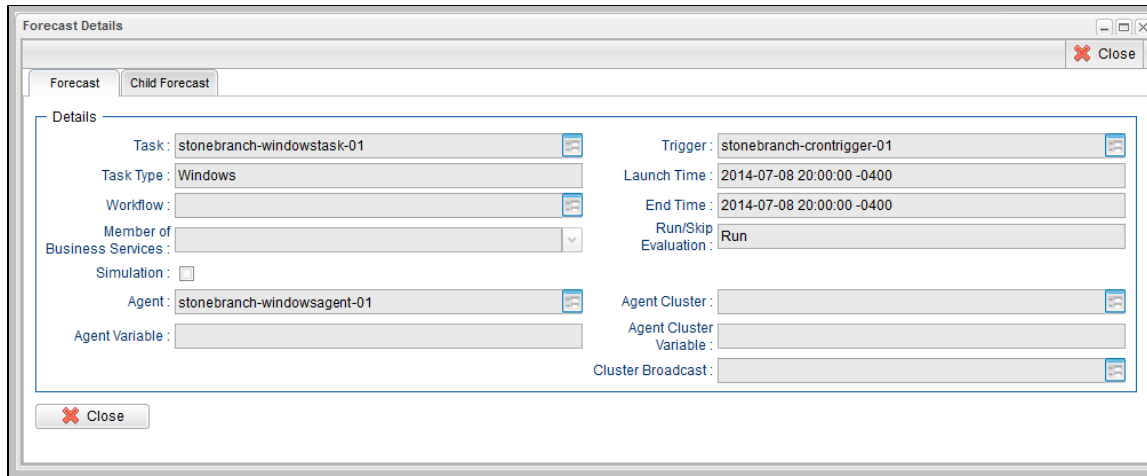 Forecast Details
Close
Forecast Child Forecast
Details
Task : stonebranch-windowstask-01 Trigger : stonebranch-crontrigger-01
Task Type : Windows Launch Time : 2014-07-08 20:00:00 -0400
Workflow : End Time : 2014-07-08 20:00:00 -0400
Member of
Business Services :
Run/Skip
Evaluation : Run
Simulation :
Agent : stonebranch-windowsagent-01 Agent Cluster :
Agent Variable :
Agent Cluster
Variable :
Cluster Broadcast :
Close